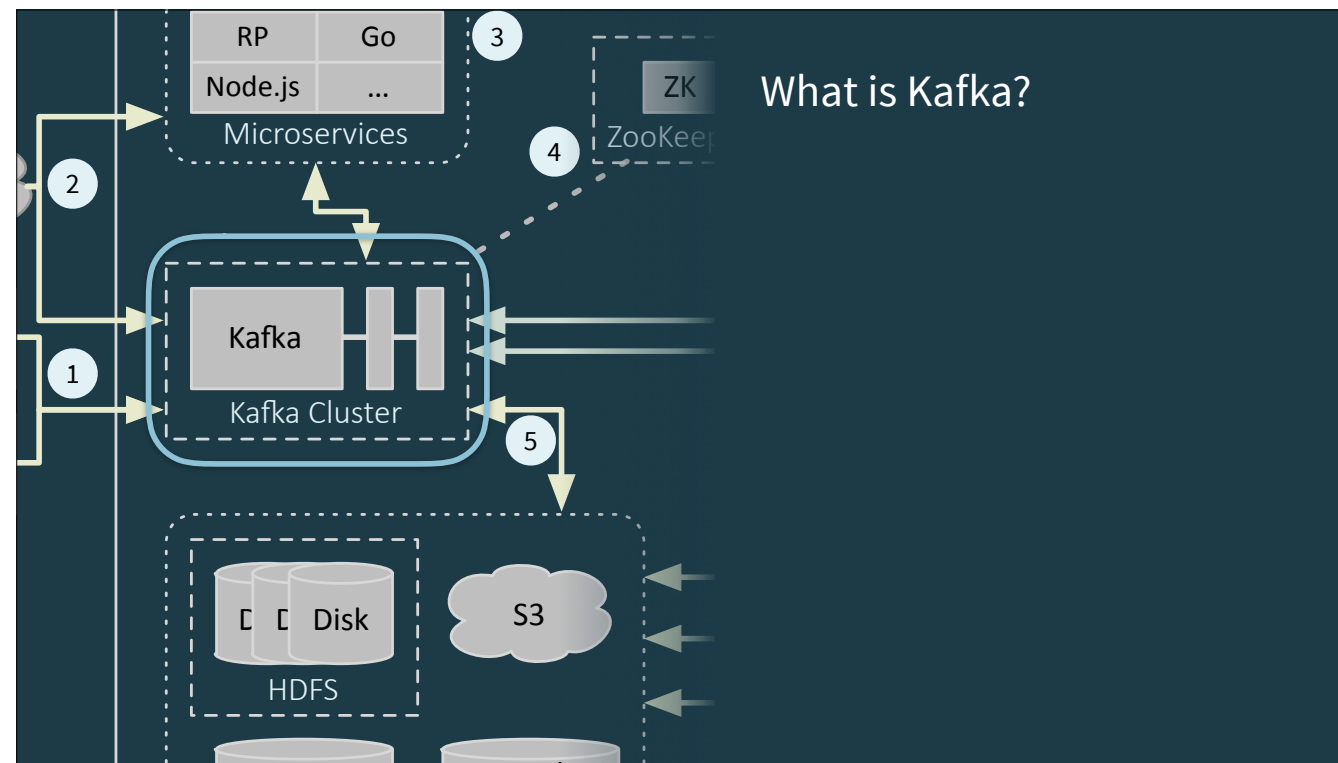 RP Go
Node.js ...
Microservices
3
ZK
4
What is Kafka?
2
Kafka
Kafka Cluster
1
5
D D Disk
HDFS
S3